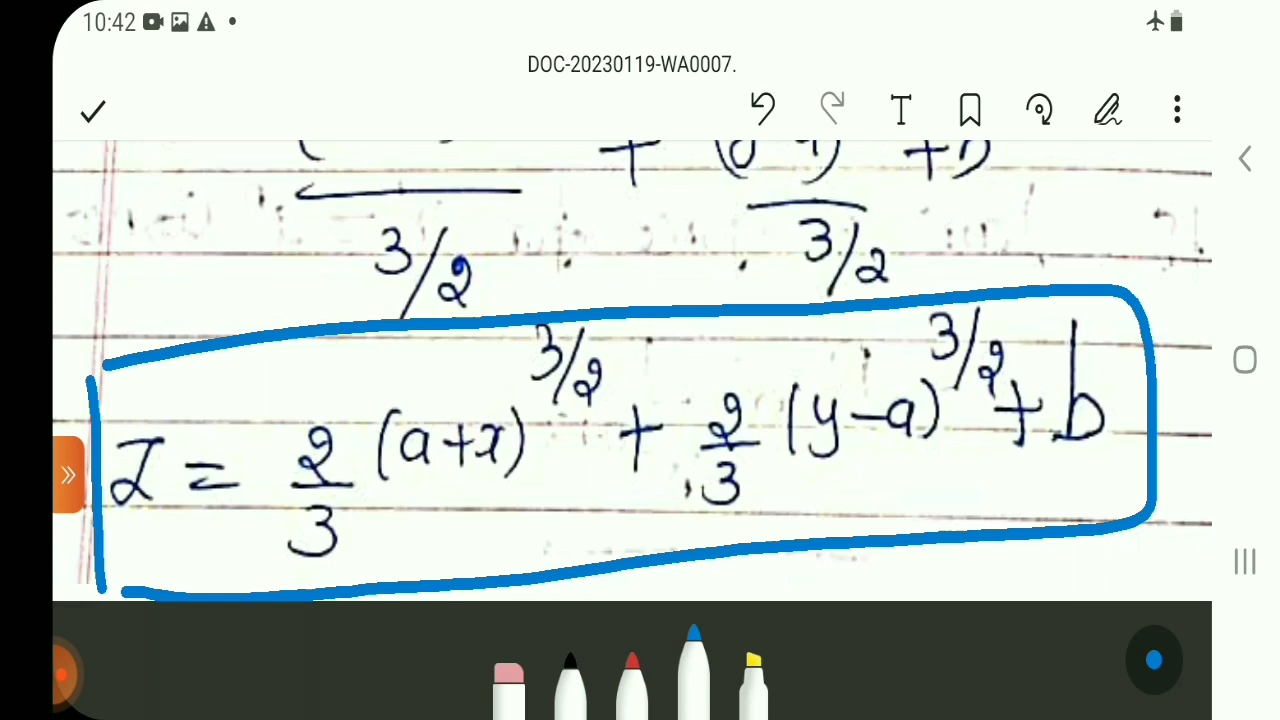 10:42
DOC-20230119-WA0007.
T
+ +b
3/2 3/2
Z = 2/3 (a+x)^3/2 + 2/3 (y-a)^3/2 + b